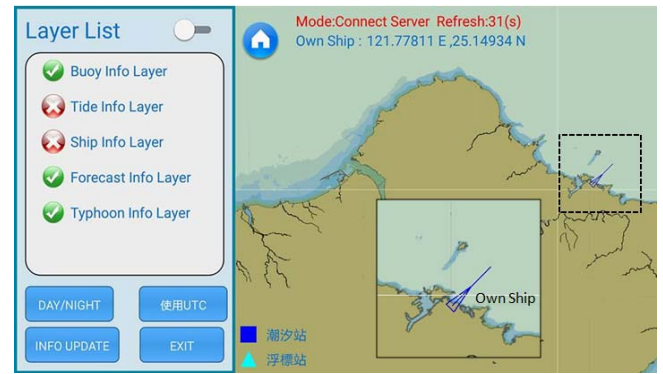 Layer List
Buoy Info Layer
Tide Info Layer
Ship Info Layer
Forecast Info Layer
Typhoon Info Layer
DAY/NIGHT
使用UTC
INFO UPDATE
EXIT
Mode:Connect Server Refresh:31(s)
Own Ship : 121.77811 E ,25.14934 N
Own Ship
潮汐站
浮標站